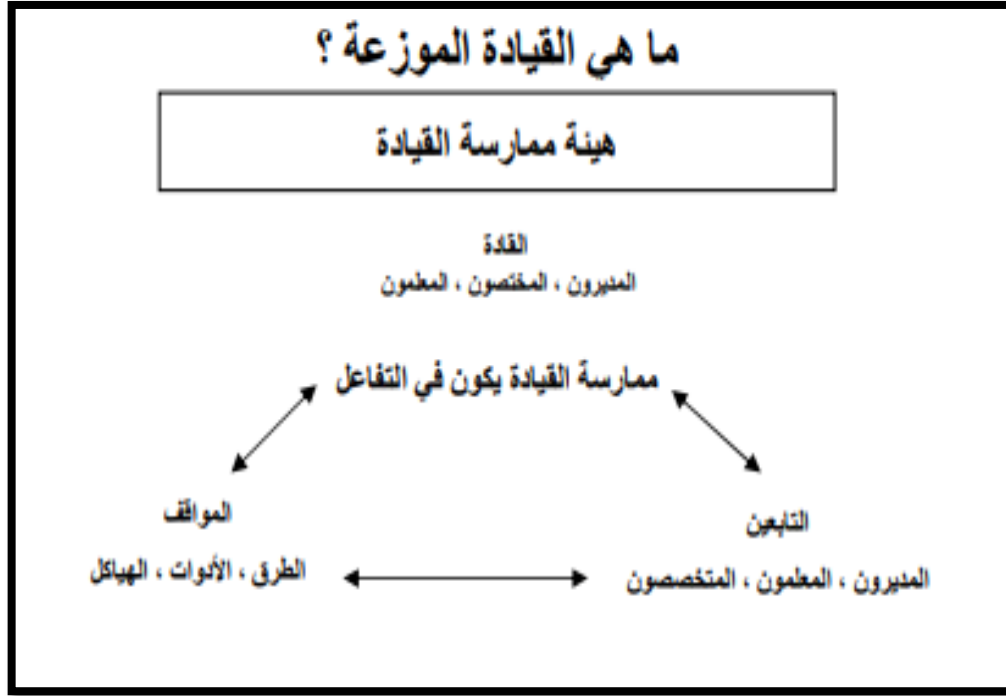 ما هي القيادة الموزعة ؟
هيئة ممارسة القيادة
القادة
المديرون ، المختصون ، المعلمون
ممارسة القيادة يكون في التفاعل
التابعين
المواقف
المديرون ، المعلمون ، المتخصصون
الطرق ، الأدوات ، الهياكل